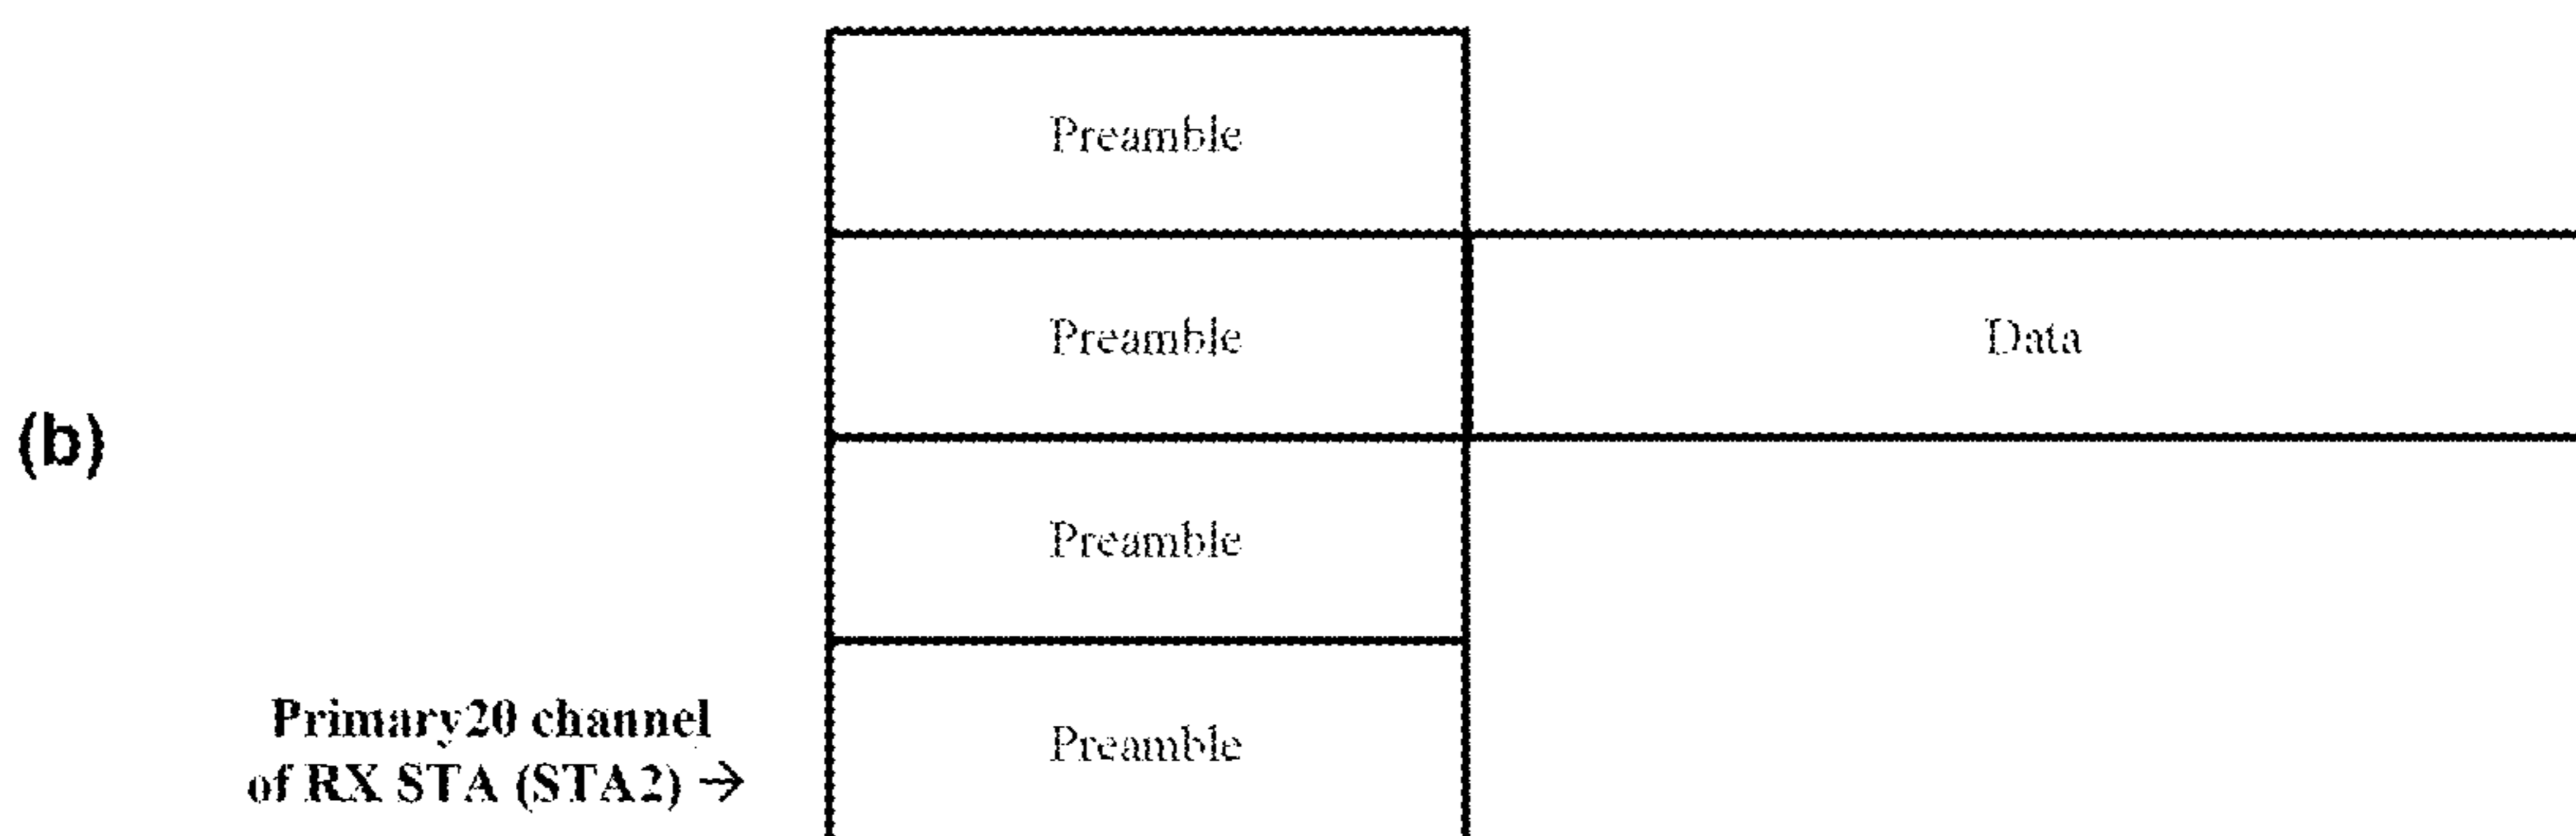 Preamble
Preamble
Data
(b)
Preamble
Primary20 channel
of RX STA (STA2) →
Preamble